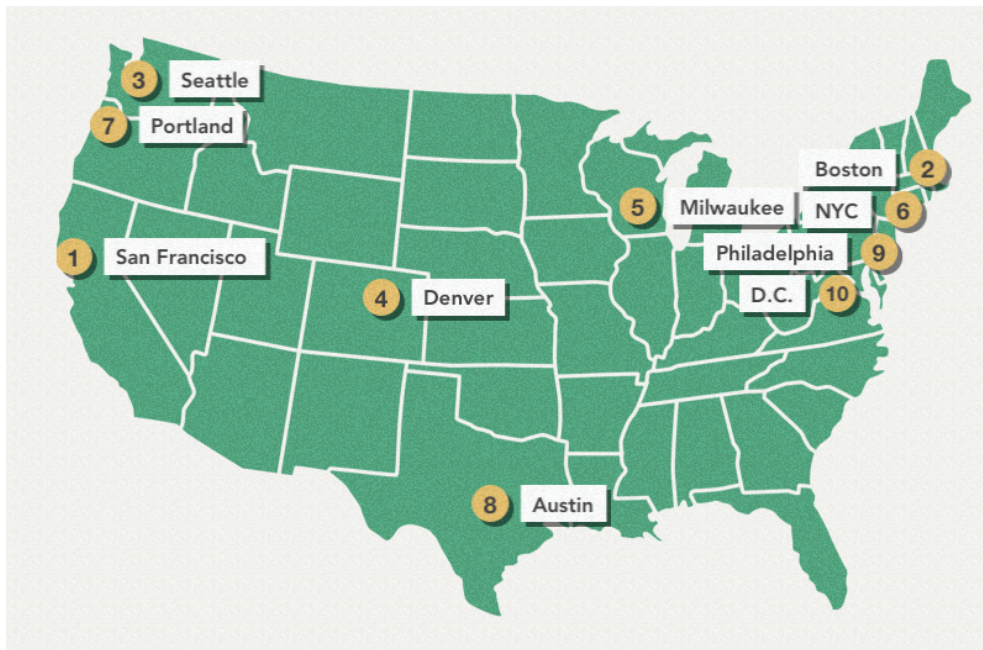 3 Seattle
7 Portland
Boston 2
5 Milwaukee
NYC 6
1 San Francisco
Philadelphia 9
4 Denver
D.C. 10
8 Austin